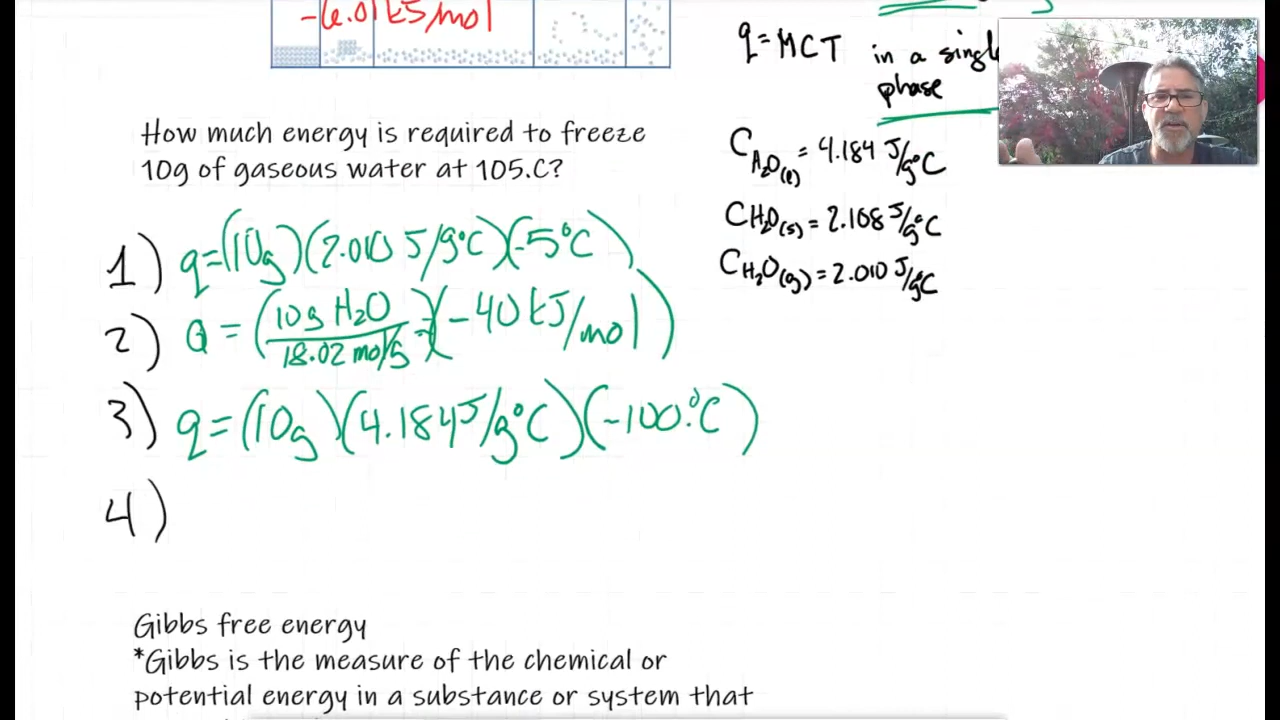 -6.01 kJ/mol
q=MCT in a single
phase
How much energy is required to freeze
10g of gaseous water at 105.C?
C H2O(l) = 4.184 J/g°C
CH2O(s) = 2.108 J/g°C
CH2O(g) = 2.010 J/g°C
1) q=(10g)(2.010 J/g°C)(-5°C)
2) Q = (10g H2O / 18.02 mol/g)(-40 kJ/mol)
3) q=(10g)(4.184J/g°C)(-100.°C)
4)
Gibbs free energy
*Gibbs is the measure of the chemical or
potential energy in a substance or system that